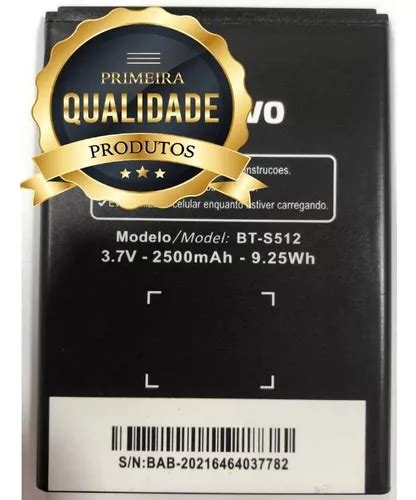 PRIMEIRA
QUALIDADE
PRODUTOS
vo
nstrucoes.
celular enquanto estiver carregando.
Modelo/Model: BT-S512
3.7V - 2500mAh - 9.25Wh
S/N:BAB-20216464037782